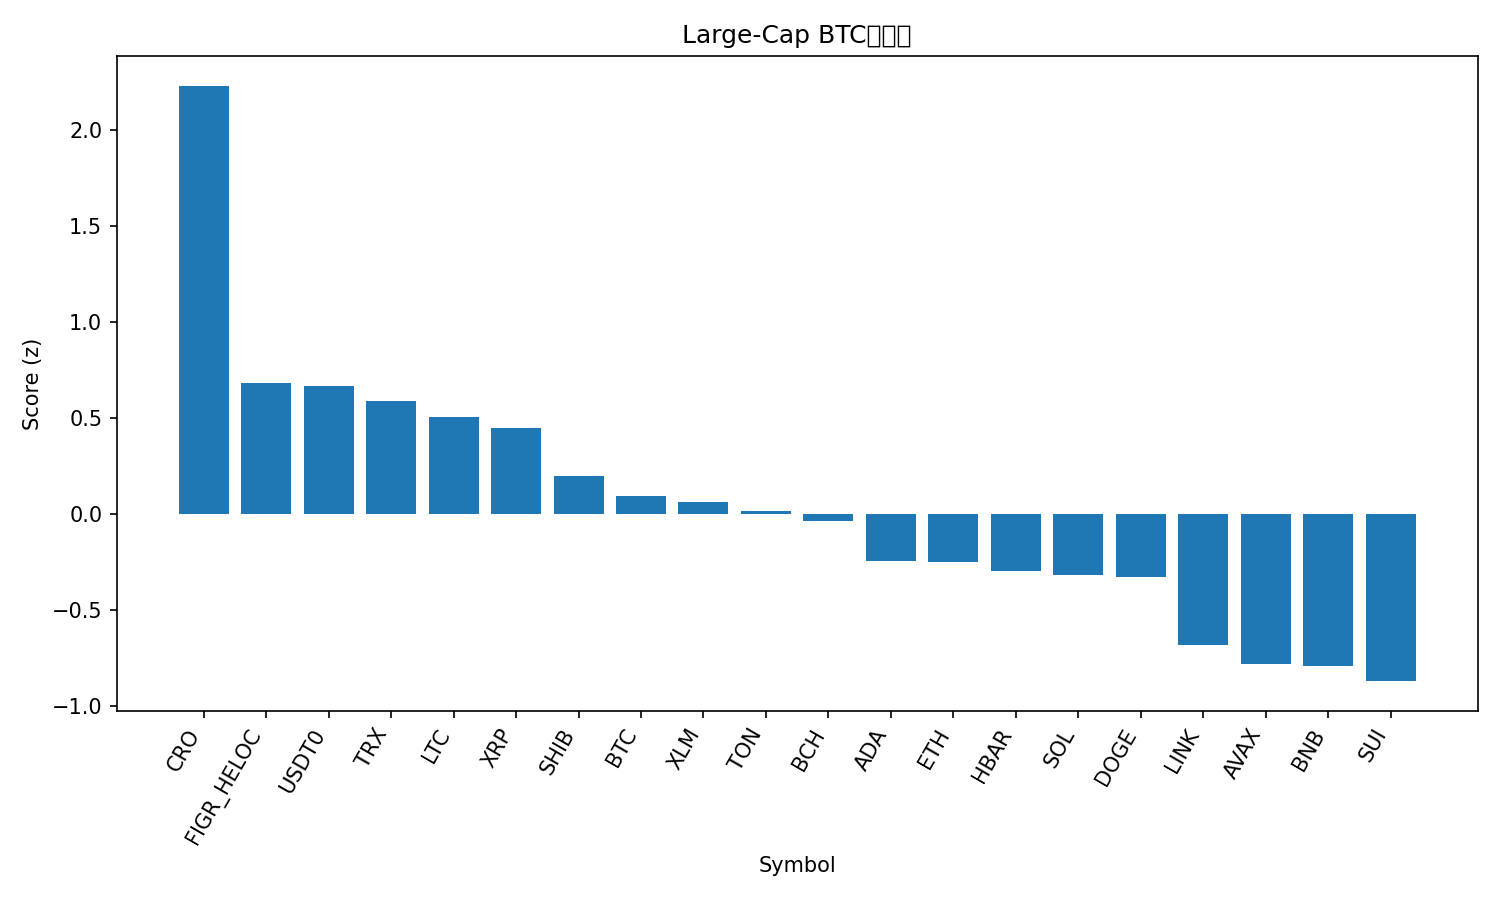 Large-Cap BTC
2.0
1.5
1.0
0.5
0.0
−0.5
−1.0
Score (z)
CRO
FIGR_HELOC
USDT0
TRX
LTC
XRP
SHIB
BTC
XLM
TON
BCH
ADA
ETH
HBAR
SOL
DOGE
LINK
AVAX
BNB
SUI
Symbol